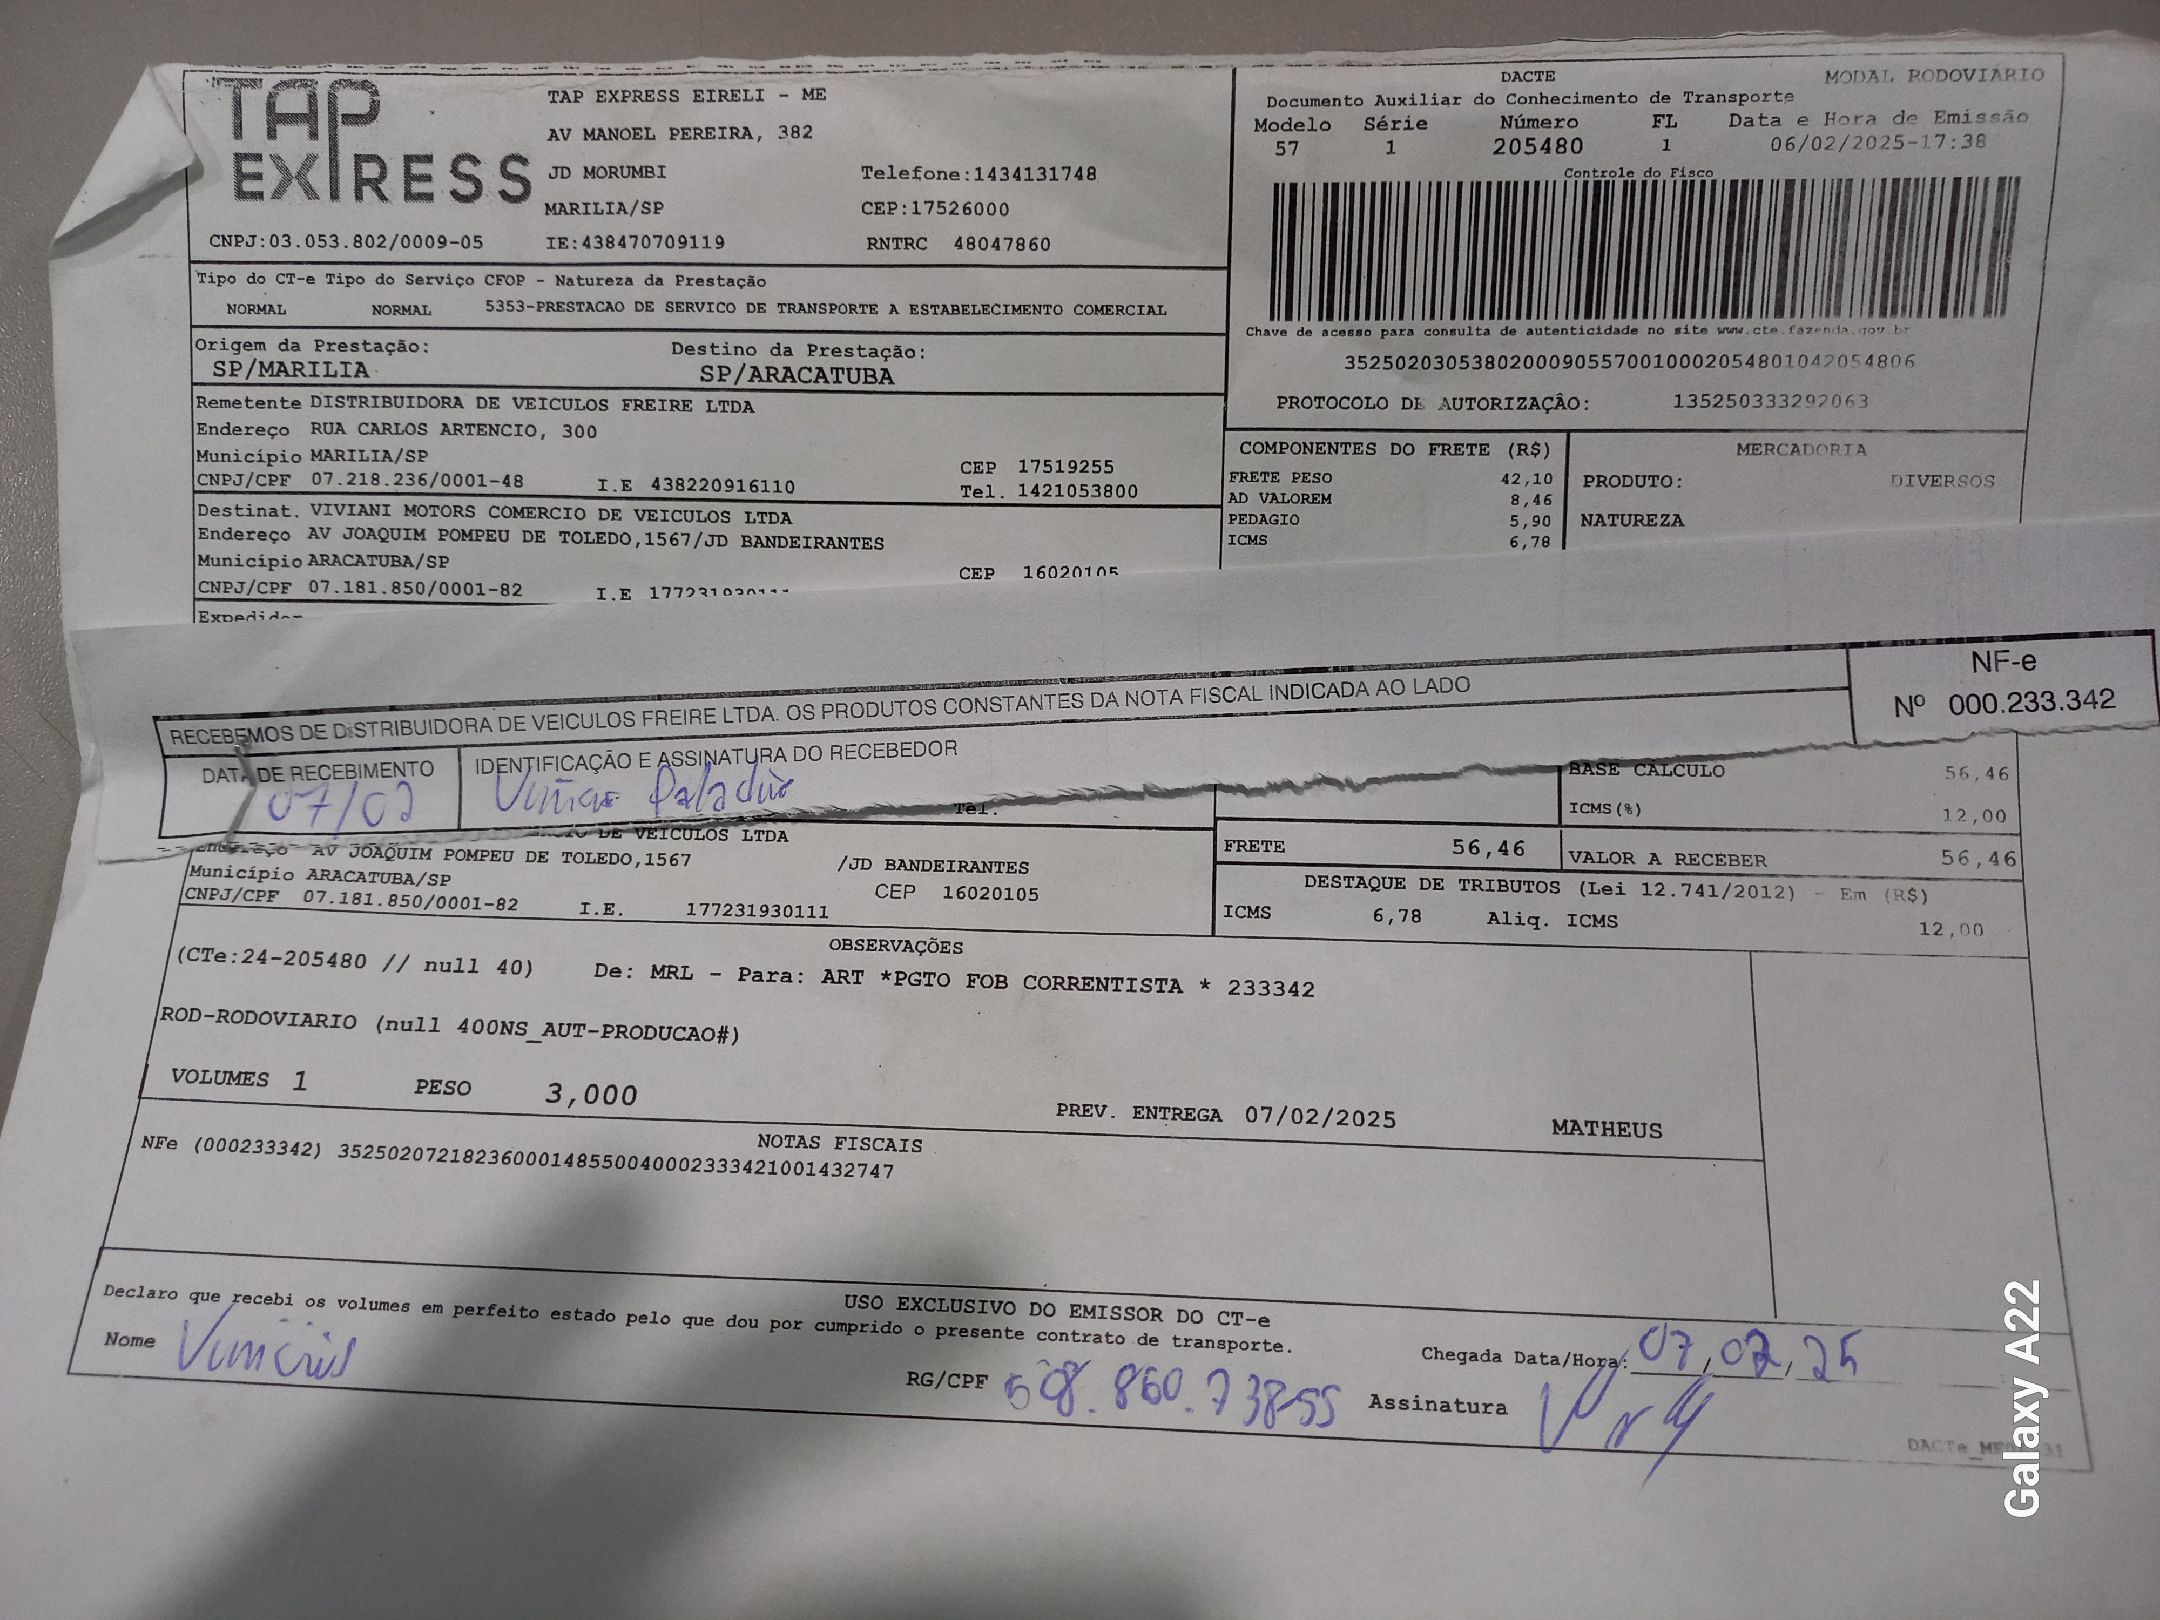 TAP EXPRESS
TAP EXPRESS EIRELI - ME
AV MANOEL PEREIRA, 382
JD MORUMBI Telefone:1434131748
MARILIA/SP CEP:17526000
CNPJ:03.053.802/0009-05 IE:438470709119 RNTRC 48047860
DACTE MODAL RODOVIÁRIO
Documento Auxiliar do Conhecimento de Transporte
Modelo Série Número FL Data e Hora de Emissão
57 1 205480 1 06/02/2025-17:38
Controle do Fisco
Chave de acesso para consulta de autenticidade no site www.cte.fazenda.gov.br
35250203053802000905570010002054801042054806
PROTOCOLO DE AUTORIZAÇÃO: 135250333292063
Tipo do CT-e Tipo do Serviço CFOP - Natureza da Prestação
NORMAL NORMAL 5353-PRESTACAO DE SERVICO DE TRANSPORTE A ESTABELECIMENTO COMERCIAL
Origem da Prestação: Destino da Prestação:
SP/MARILIA SP/ARACATUBA
Remetente DISTRIBUIDORA DE VEICULOS FREIRE LTDA
Endereço RUA CARLOS ARTENCIO, 300
Município MARILIA/SP CEP 17519255
CNPJ/CPF 07.218.236/0001-48 I.E 438220916110 Tel. 1421053800
Destinat. VIVIANI MOTORS COMERCIO DE VEICULOS LTDA
Endereço AV JOAQUIM POMPEU DE TOLEDO,1567/JD BANDEIRANTES
Município ARACATUBA/SP CEP 16020105
CNPJ/CPF 07.181.850/0001-82 I.E 177231930111
Expedidor
COMPONENTES DO FRETE (R$) MERCADORIA
FRETE PESO 42,10 PRODUTO: DIVERSOS
AD VALOREM 8,46
PEDAGIO 5,90 NATUREZA
ICMS 6,78
RECEBEMOS DE DISTRIBUIDORA DE VEICULOS FREIRE LTDA. OS PRODUTOS CONSTANTES DA NOTA FISCAL INDICADA AO LADO
NF-e
Nº 000.233.342
DATA DE RECEBIMENTO IDENTIFICAÇÃO E ASSINATURA DO RECEBEDOR
07/02
Tel.
BASE CALCULO 56,46
ICMS(%) 12,00
DE VEICULOS LTDA
Endereço AV JOAQUIM POMPEU DE TOLEDO,1567 /JD BANDEIRANTES
Município ARACATUBA/SP CEP 16020105
CNPJ/CPF 07.181.850/0001-82 I.E. 177231930111
FRETE 56,46 VALOR A RECEBER 56,46
DESTAQUE DE TRIBUTOS (Lei 12.741/2012) - Em (R$)
ICMS 6,78 Aliq. ICMS 12,00
OBSERVAÇÕES
(CTe:24-205480 // null 40) De: MRL - Para: ART *PGTO FOB CORRENTISTA * 233342
ROD-RODOVIARIO (null 400NS_AUT-PRODUCAO#)
VOLUMES 1 PESO 3,000 PREV. ENTREGA 07/02/2025 MATHEUS
NOTAS FISCAIS
NFe (000233342) 35250207218236000148550040002333421001432747
USO EXCLUSIVO DO EMISSOR DO CT-e
Declaro que recebi os volumes em perfeito estado pelo que dou por cumprido o presente contrato de transporte.
Nome Vinicius RG/CPF 508.860.738-55 Chegada Data/Hora: 07,02,25
Assinatura
Galaxy A22